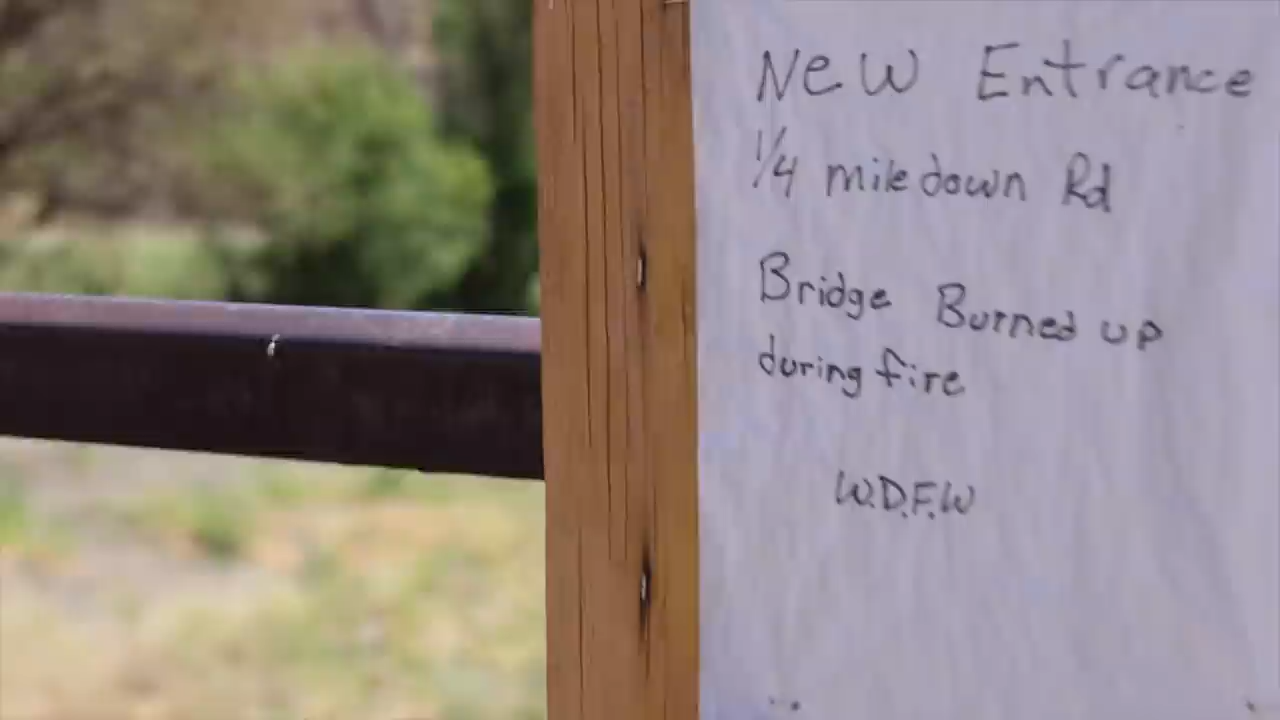 New Entrance
1/4 mile down Rd
Bridge Burned up
during fire
W.D.F.W